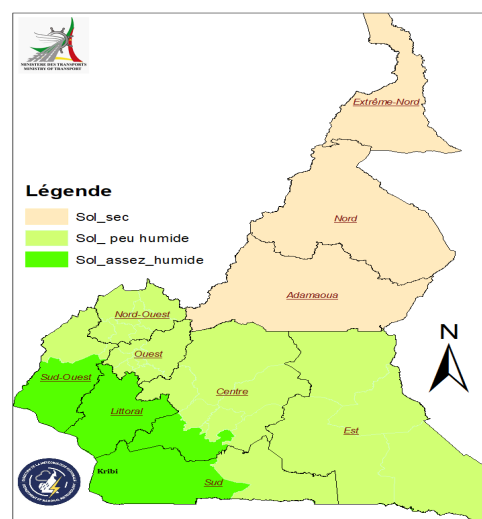 MINISTERE DES TRANSPORTS
MINISTRY OF TRANSPORT
Extrême-Nord
Légende
Sol_sec
Sol_ peu humide
Sol_assez_humide
Nord
Adamaoua
Nord-Ouest
Ouest
N
Sud-Ouest
Centre
Littoral
Est
Kribi
Sud